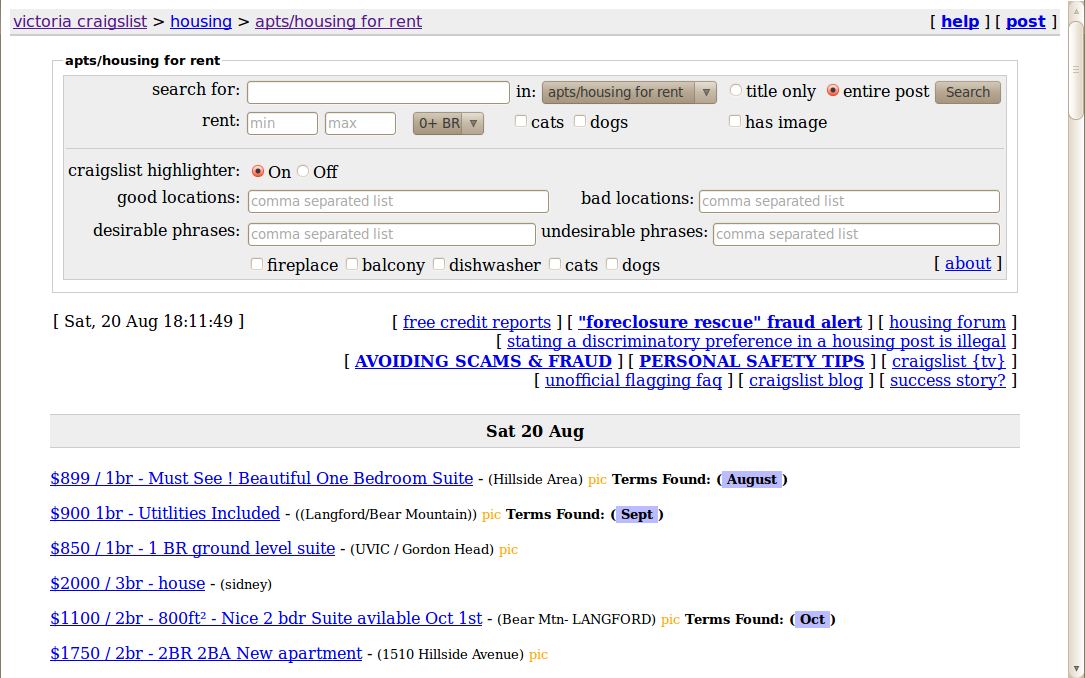 victoria craigslist > housing > apts/housing for rent [ help ] [ post ]
apts/housing for rent
search for: in: apts/housing for rent title only entire post Search
rent: min max 0+ BR cats dogs has image
craigslist highlighter: On Off
good locations: comma separated list bad locations: comma separated list
desirable phrases: comma separated list undesirable phrases: comma separated list
fireplace balcony dishwasher cats dogs [ about ]
[ Sat, 20 Aug 18:11:49 ] [ free credit reports ] [ "foreclosure rescue" fraud alert ] [ housing forum ]
[ stating a discriminatory preference in a housing post is illegal ]
[ AVOIDING SCAMS & FRAUD ] [ PERSONAL SAFETY TIPS ] [ craigslist {tv} ]
[ unofficial flagging faq ] [ craigslist blog ] [ success story? ]
Sat 20 Aug
$899 / 1br - Must See ! Beautiful One Bedroom Suite - (Hillside Area) pic Terms Found: ( August )
$900 1br - Utitlities Included - ((Langford/Bear Mountain)) pic Terms Found: ( Sept )
$850 / 1br - 1 BR ground level suite - (UVIC / Gordon Head) pic
$2000 / 3br - house - (sidney)
$1100 / 2br - 800ft² - Nice 2 bdr Suite avilable Oct 1st - (Bear Mtn- LANGFORD) pic Terms Found: ( Oct )
$1750 / 2br - 2BR 2BA New apartment - (1510 Hillside Avenue) pic